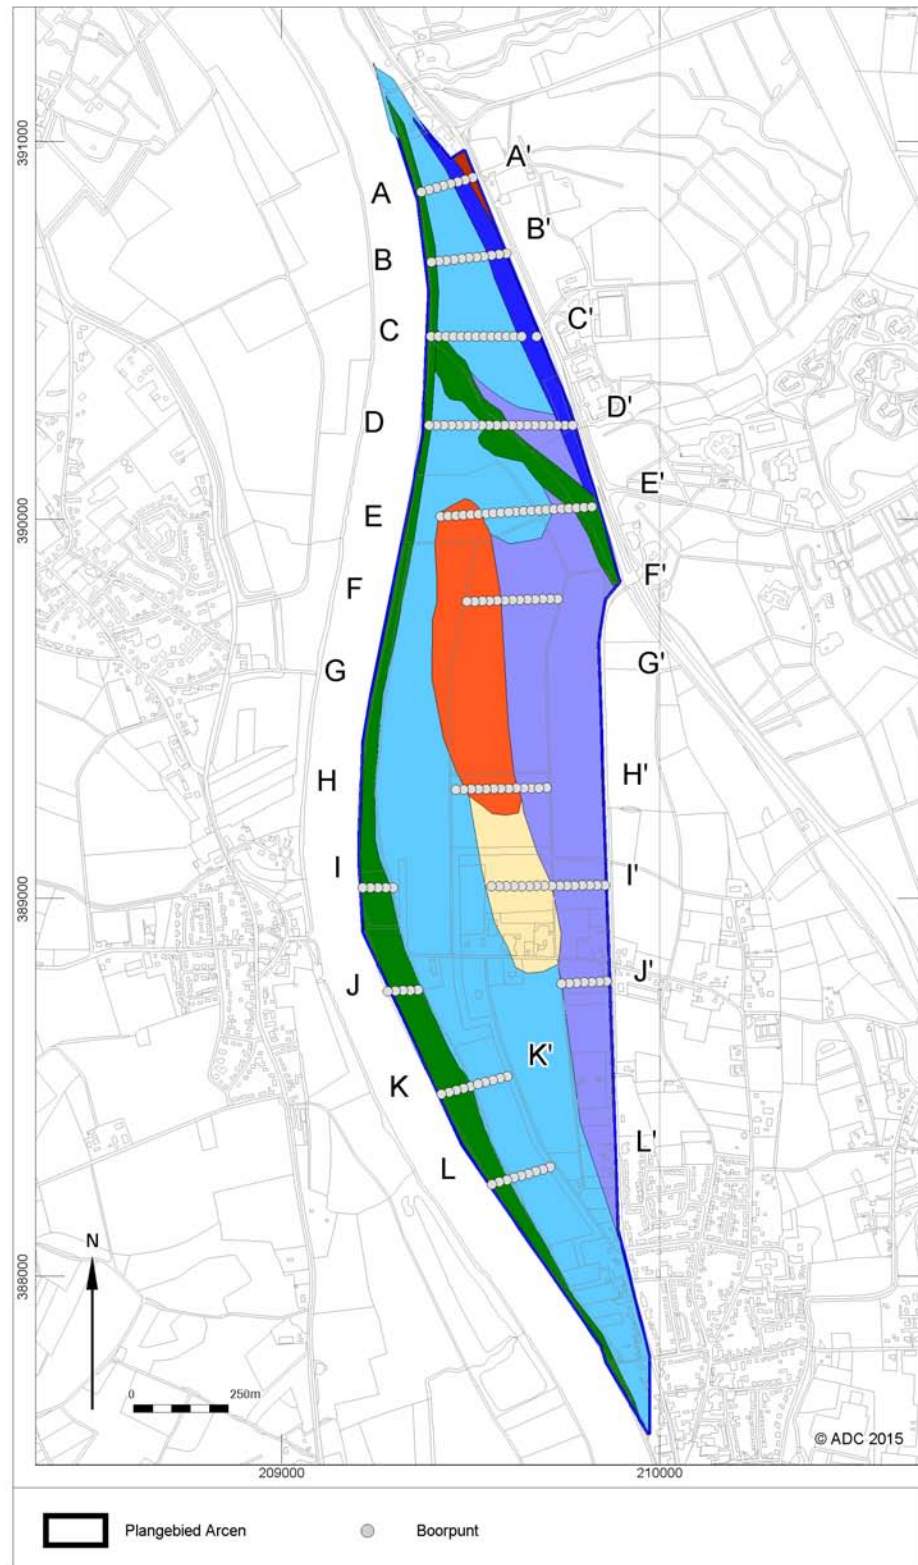 391000
A'
A
B'
B
C'
C
D'
D
E'
390000
E
F'
F
G'
G
H'
H
I'
I
389000
J'
J
K'
K
L'
L
N
388000
0 250m
© ADC 2015
209000 210000
Plangebied Arcen Boorpunt